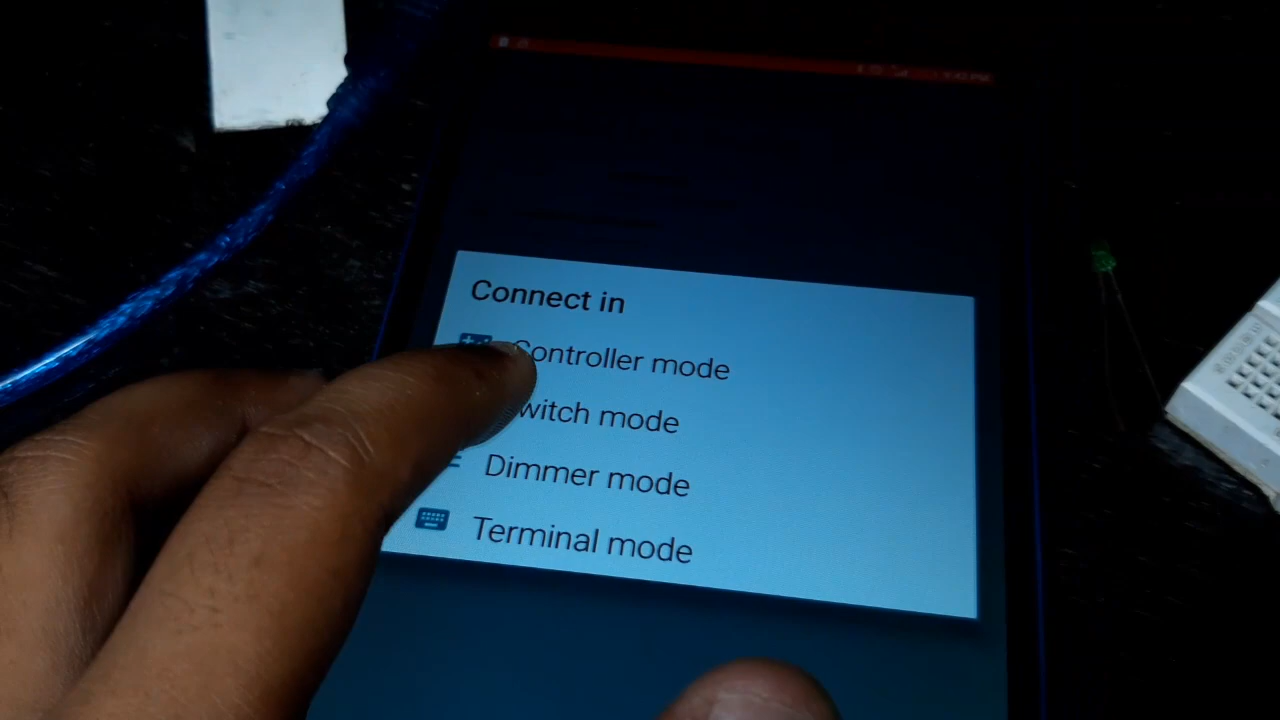 Connect in
Controller mode
witch mode
Dimmer mode
Terminal mode